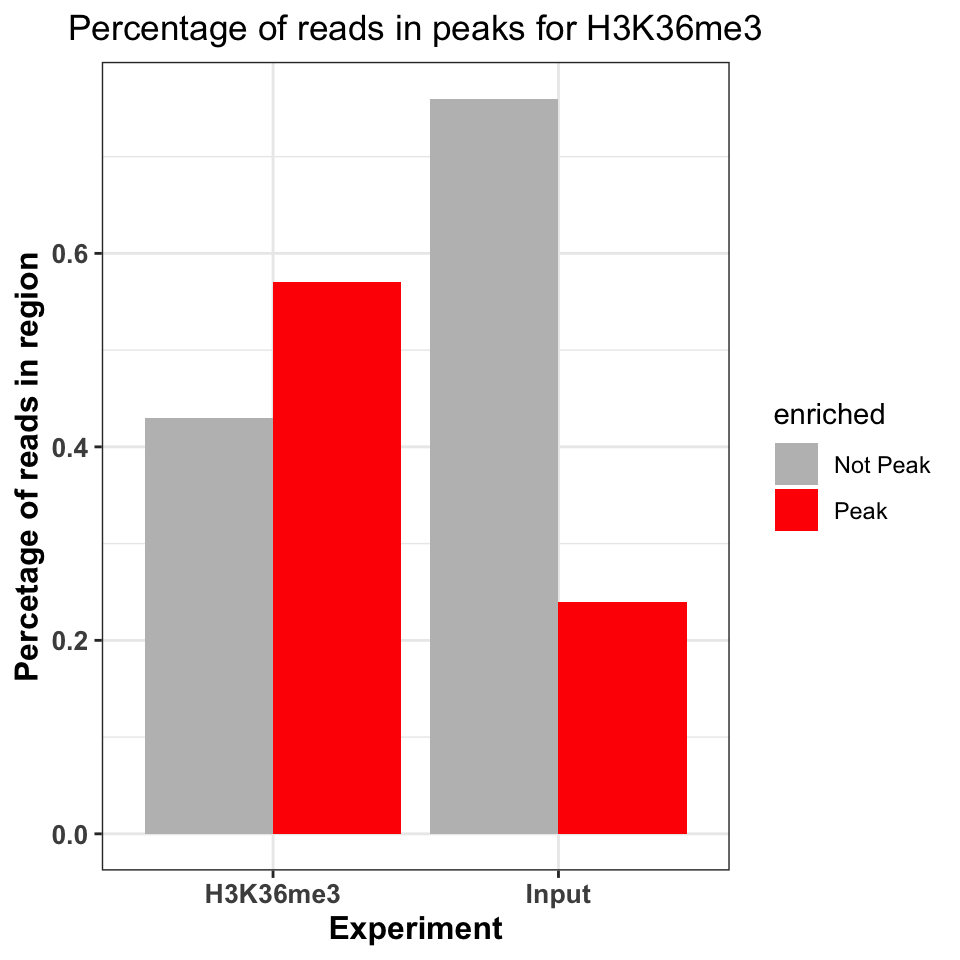 Percentage of reads in peaks for H3K36me3
Percetage of reads in region
0.6
0.4
0.2
0.0
H3K36me3
Input
Experiment
enriched
Not Peak
Peak